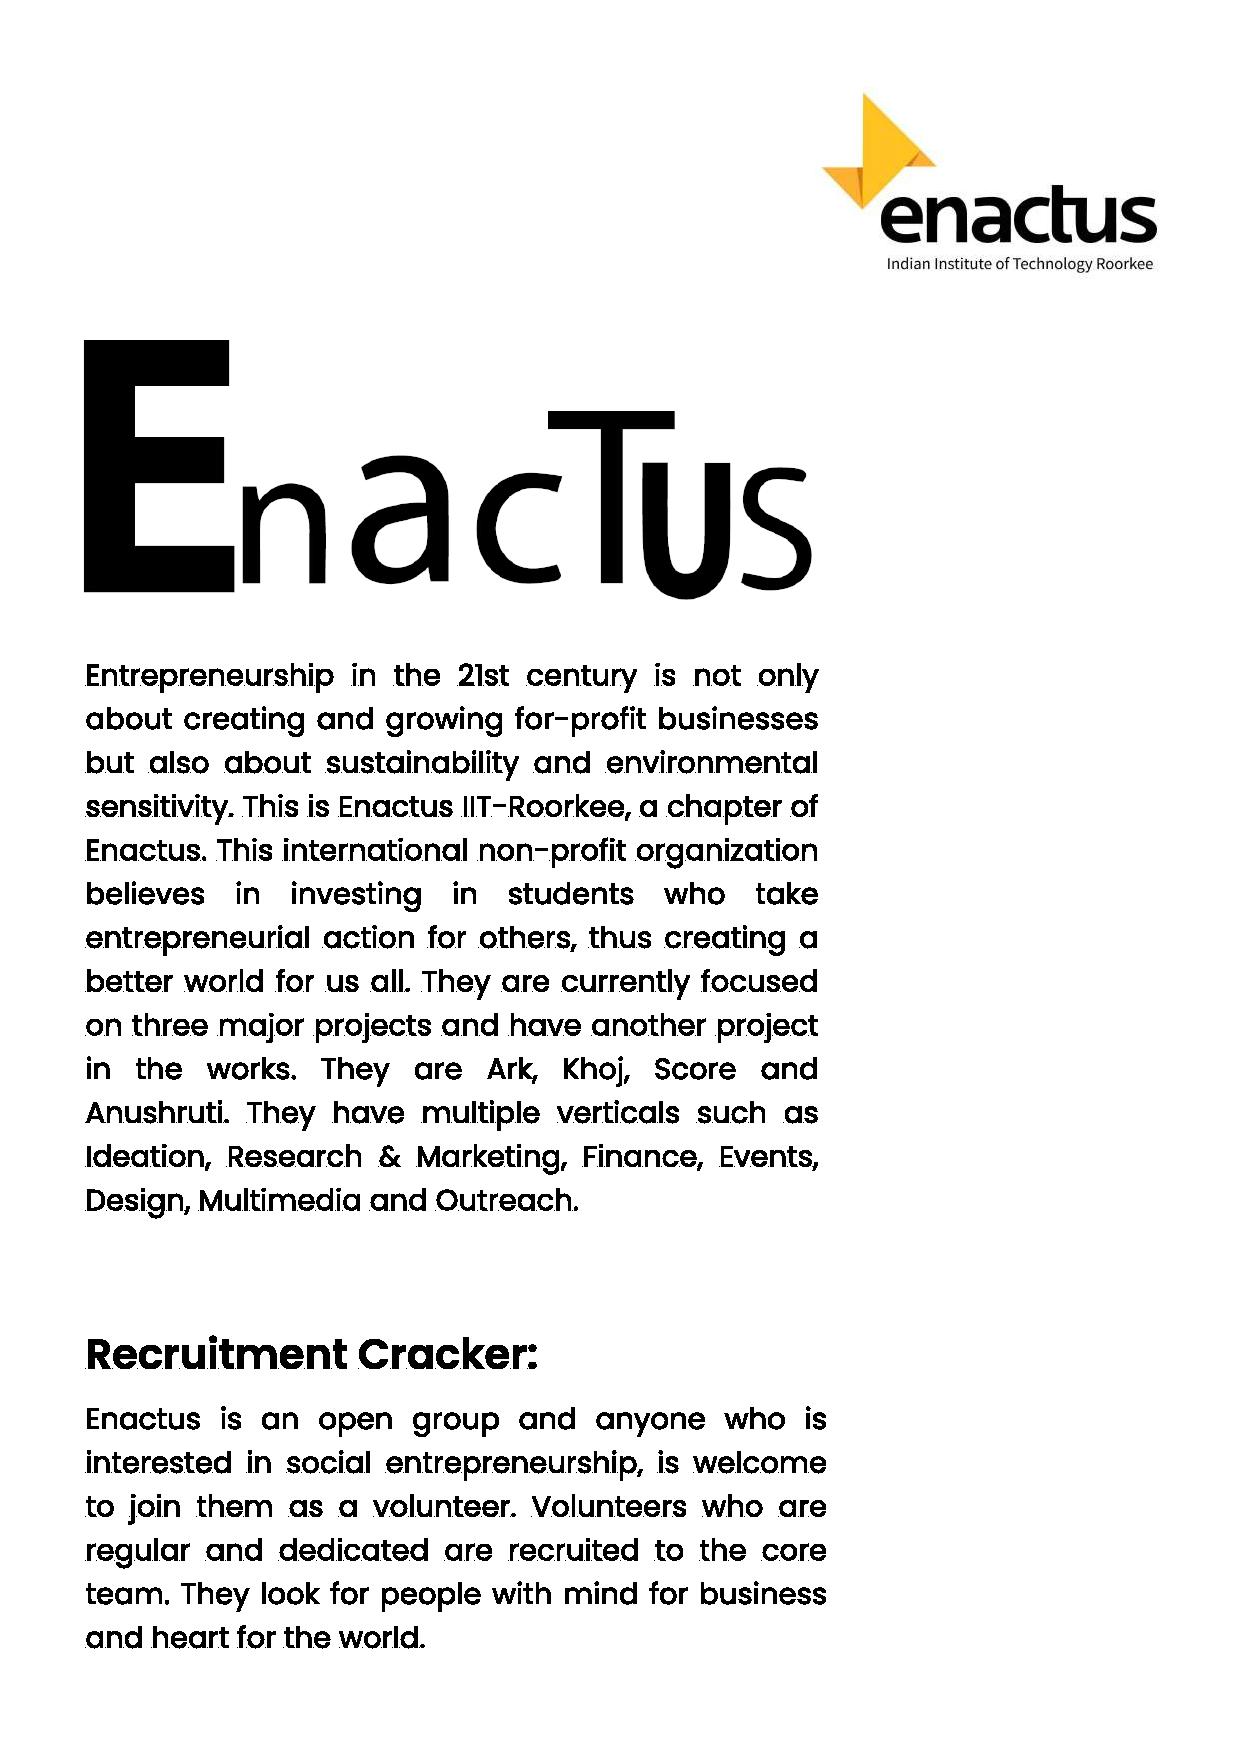 enactus
Indian Institute of Technology Roorkee
EnacTus
Entrepreneurship in the 21st century is not only
about creating and growing for-profit businesses
but also about sustainability and environmental
sensitivity. This is Enactus IIT-Roorkee, a chapter of
Enactus. This international non-profit organization
believes in investing in students who take
entrepreneurial action for others, thus creating a
better world for us all. They are currently focused
on three major projects and have another project
in the works. They are Ark, Khoj, Score and
Anushruti. They have multiple verticals such as
Ideation, Research & Marketing, Finance, Events,
Design, Multimedia and Outreach.
Recruitment Cracker:
Enactus is an open group and anyone who is
interested in social entrepreneurship, is welcome
to join them as a volunteer. Volunteers who are
regular and dedicated are recruited to the core
team. They look for people with mind for business
and heart for the world.